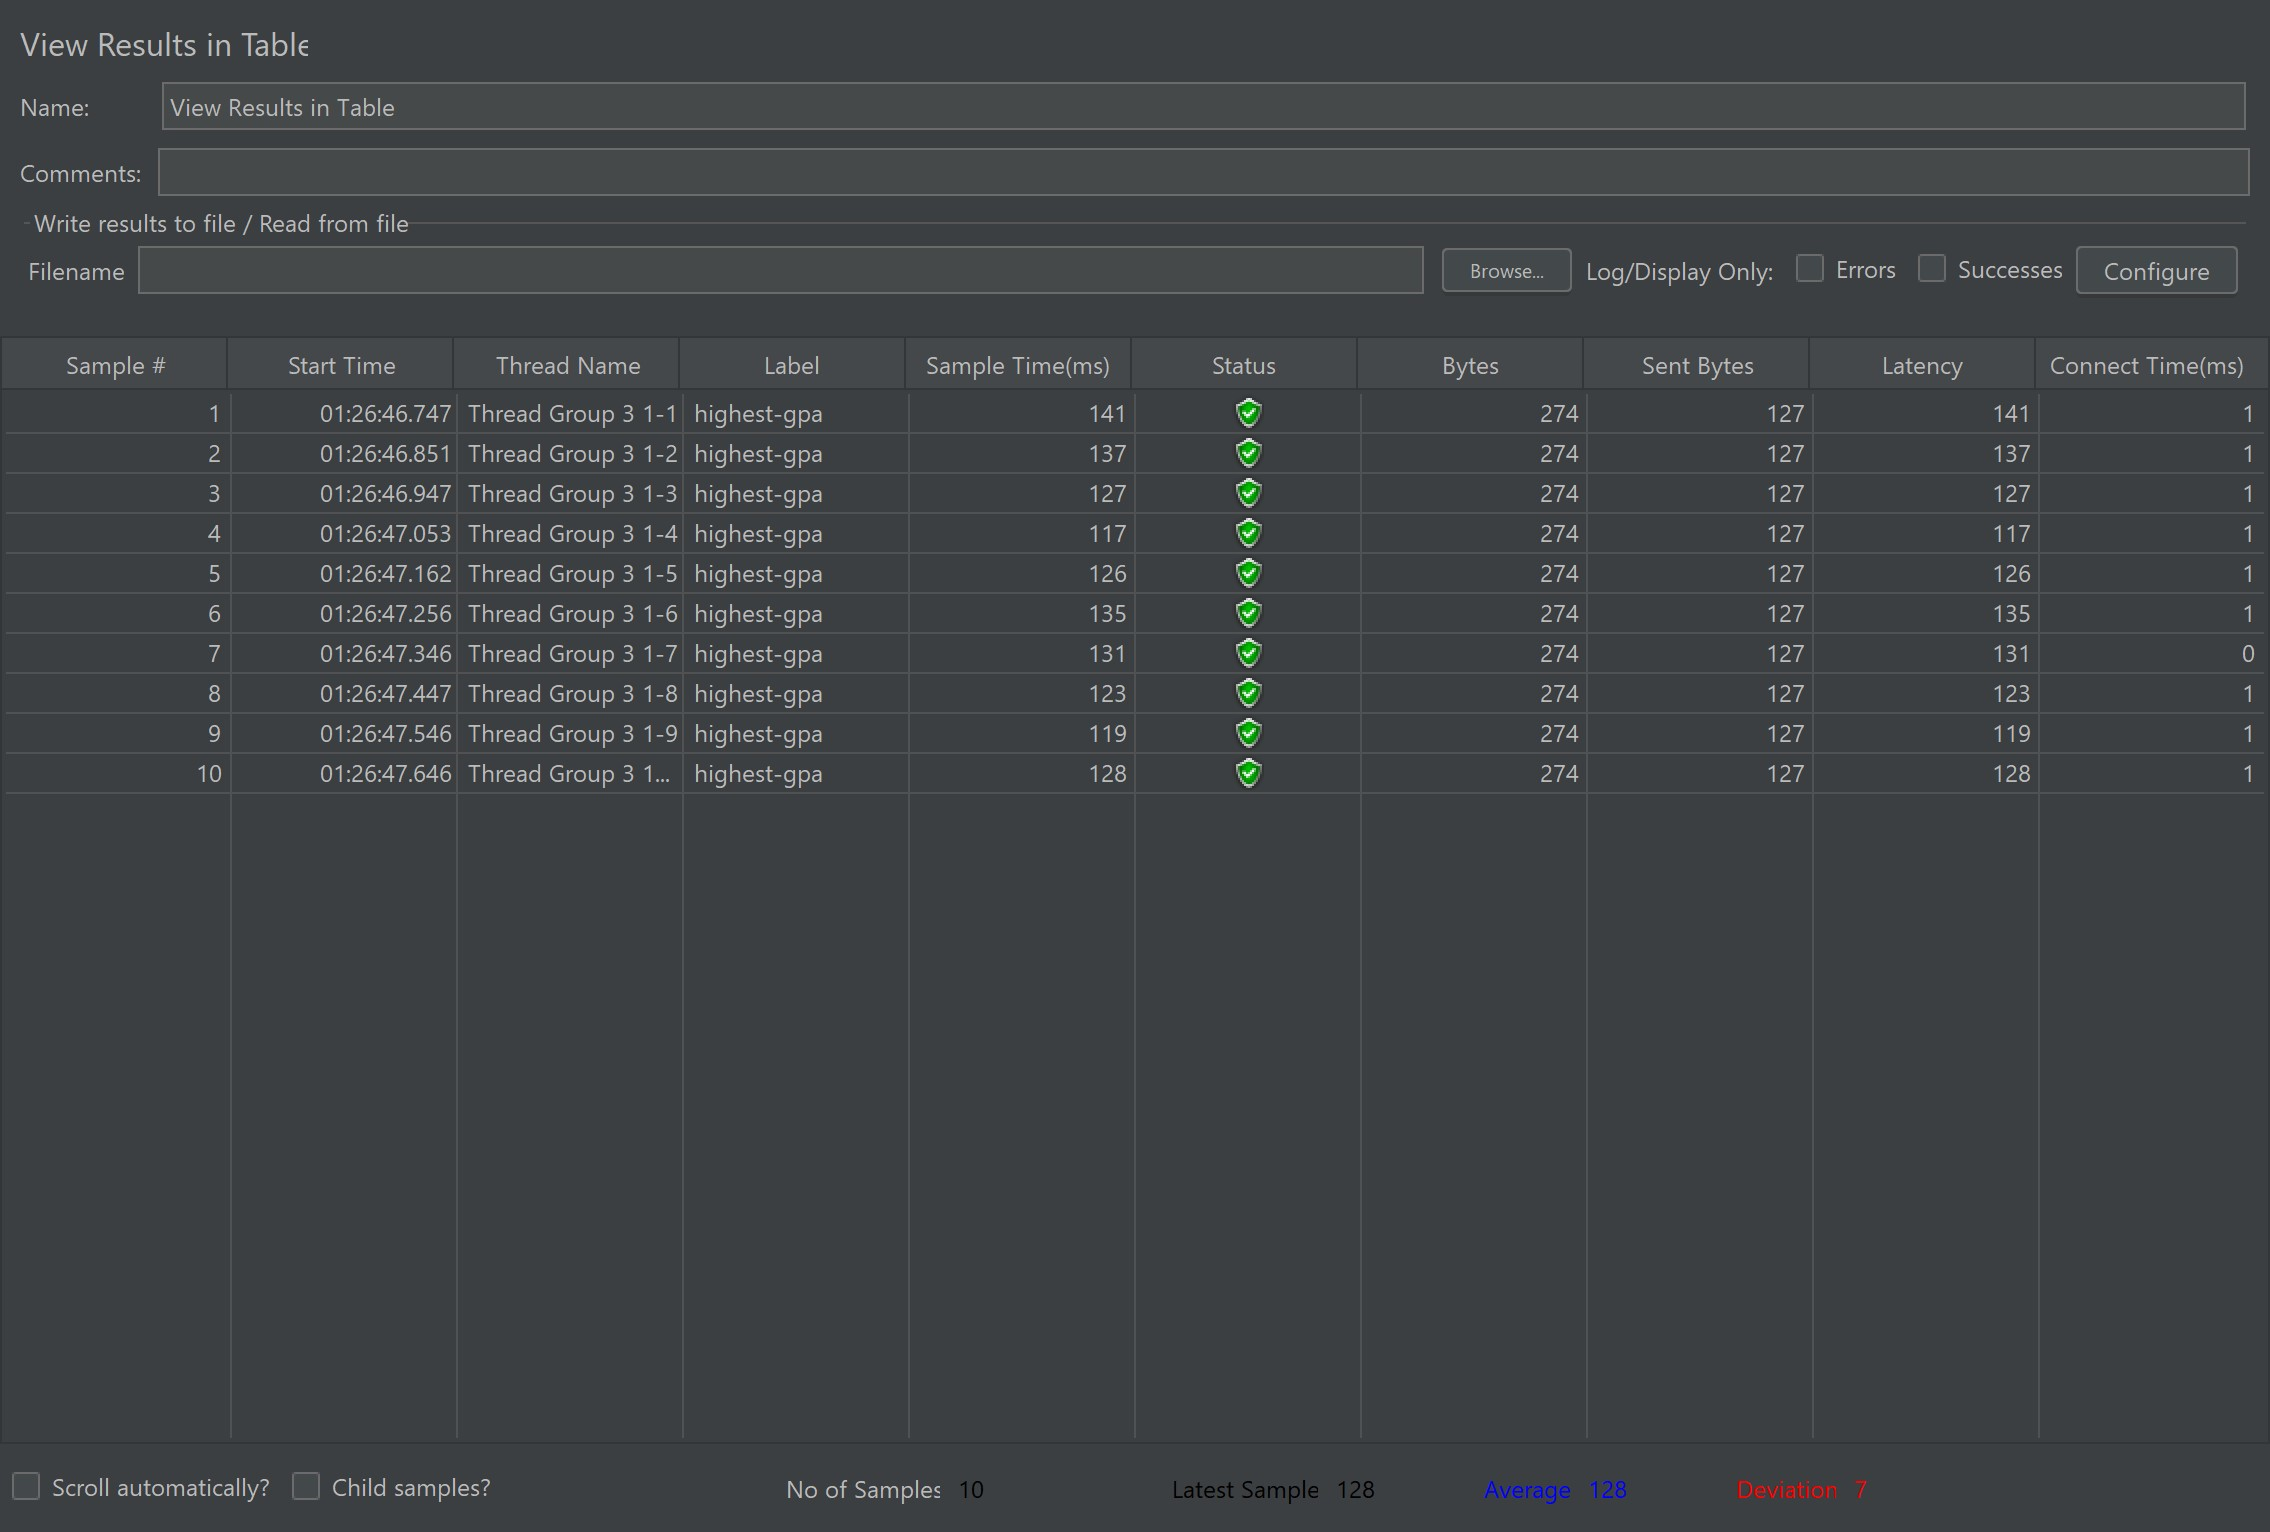 View Results in Table
Name: View Results in Table
Comments:
Write results to file / Read from file
Filename Browse... Log/Display Only: Errors Successes Configure
Sample # Start Time Thread Name Label Sample Time(ms) Status Bytes Sent Bytes Latency Connect Time(ms)
1 01:26:46.747 Thread Group 3 1-1 highest-gpa 141 274 127 141 1
2 01:26:46.851 Thread Group 3 1-2 highest-gpa 137 274 127 137 1
3 01:26:46.947 Thread Group 3 1-3 highest-gpa 127 274 127 127 1
4 01:26:47.053 Thread Group 3 1-4 highest-gpa 117 274 127 117 1
5 01:26:47.162 Thread Group 3 1-5 highest-gpa 126 274 127 126 1
6 01:26:47.256 Thread Group 3 1-6 highest-gpa 135 274 127 135 1
7 01:26:47.346 Thread Group 3 1-7 highest-gpa 131 274 127 131 0
8 01:26:47.447 Thread Group 3 1-8 highest-gpa 123 274 127 123 1
9 01:26:47.546 Thread Group 3 1-9 highest-gpa 119 274 127 119 1
10 01:26:47.646 Thread Group 3 1... highest-gpa 128 274 127 128 1
Scroll automatically? Child samples? No of Samples 10 Latest Sample 128 Average 128 Deviation 7